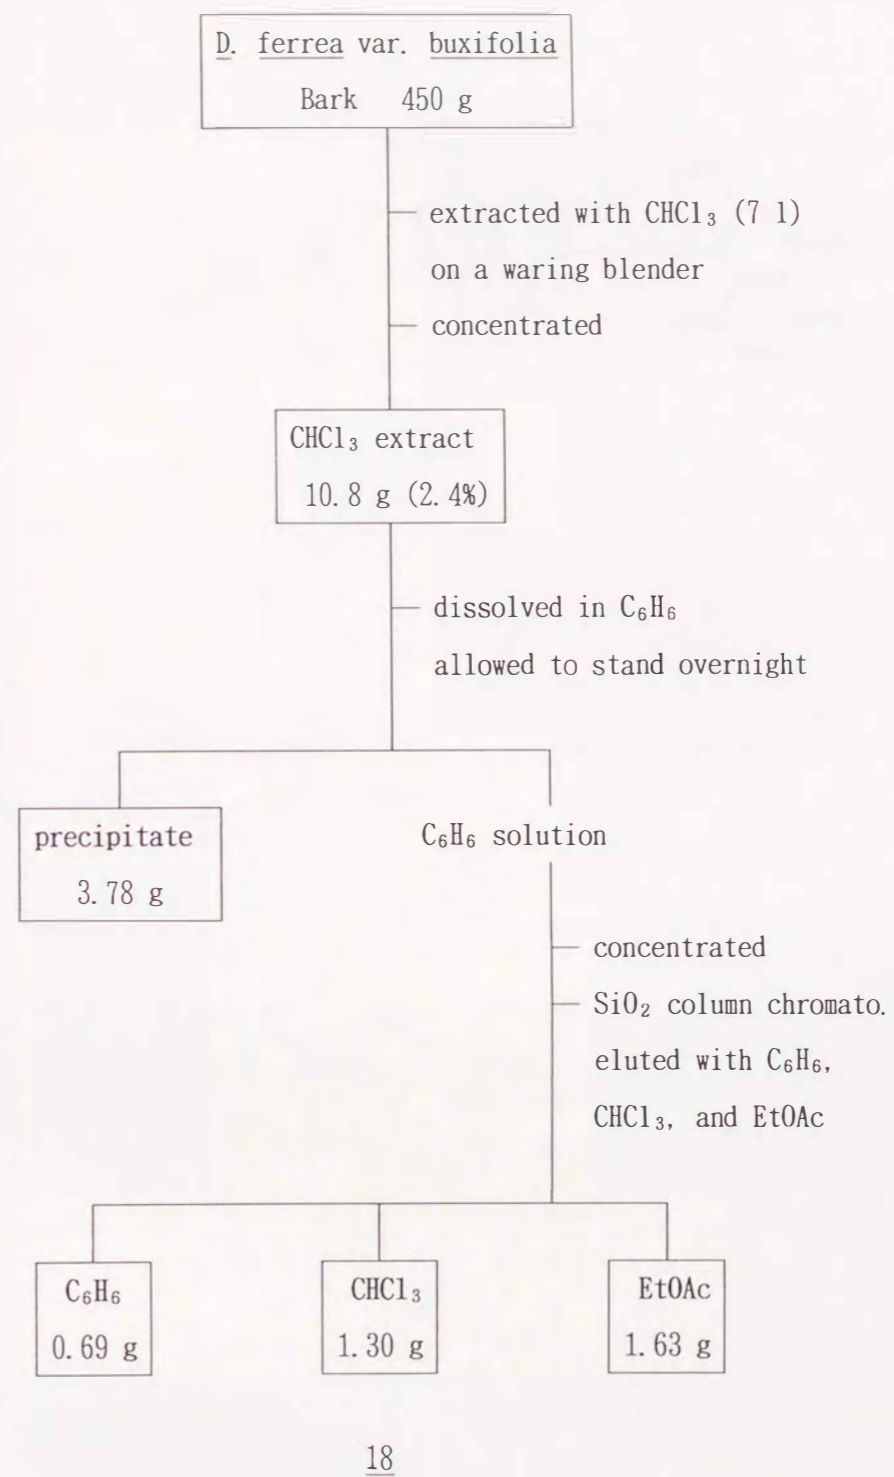 D. ferrea var. buxifolia
Bark 450 g
extracted with CHCl₃ (7 l)
on a waring blender
concentrated
CHCl₃ extract
10.8 g (2.4%)
dissolved in C₆H₆
allowed to stand overnight
precipitate
3.78 g
C₆H₆ solution
concentrated
SiO₂ column chromato.
eluted with C₆H₆,
CHCl₃, and EtOAc
C₆H₆
0.69 g
CHCl₃
1.30 g
EtOAc
1.63 g
18